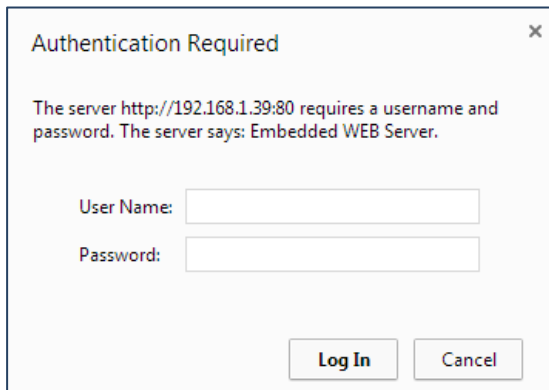 Authentication Required
The server http://192.168.1.39:80 requires a username and
password. The server says: Embedded WEB Server.
User Name:
Password:
Log In
Cancel